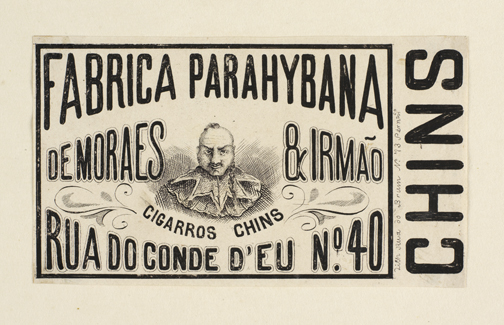 FABRICA PARAHYBANA
DE MORAES & IRMÃO
CIGARROS CHINS
RUA DO CONDE D'EU Nº 40
CHINS